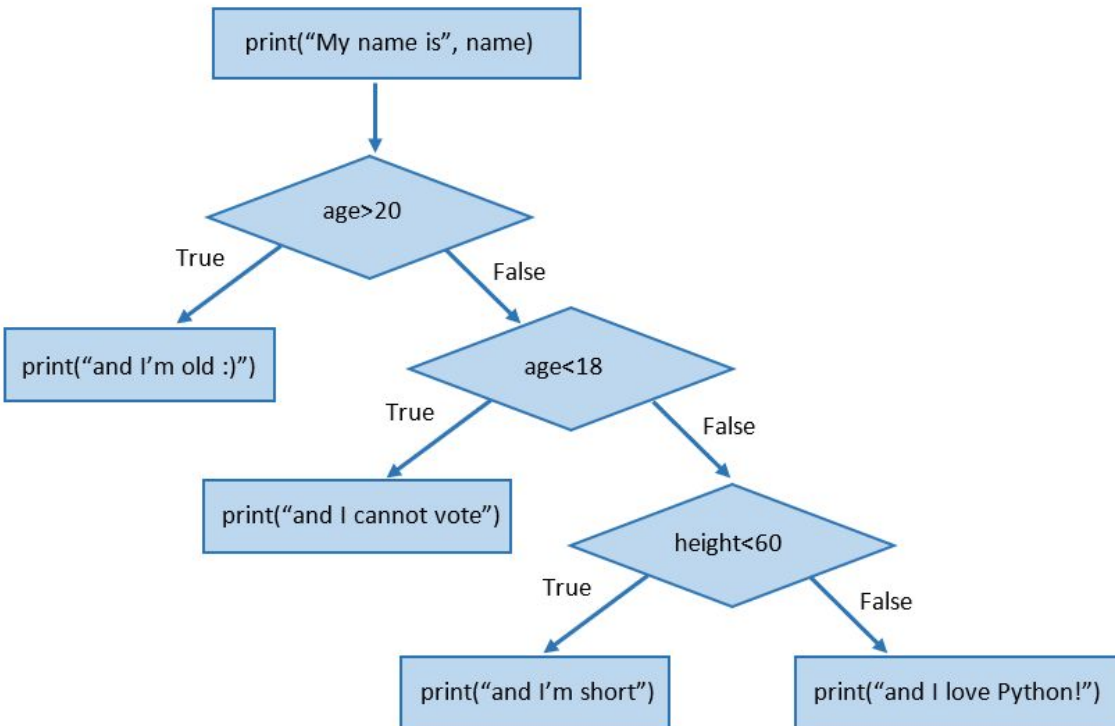 print(“My name is”, name)
age>20
True
False
print(“and I’m old :)”)
age<18
True
False
print(“and I cannot vote”)
height<60
True
False
print(“and I’m short”)
print(“and I love Python!”)